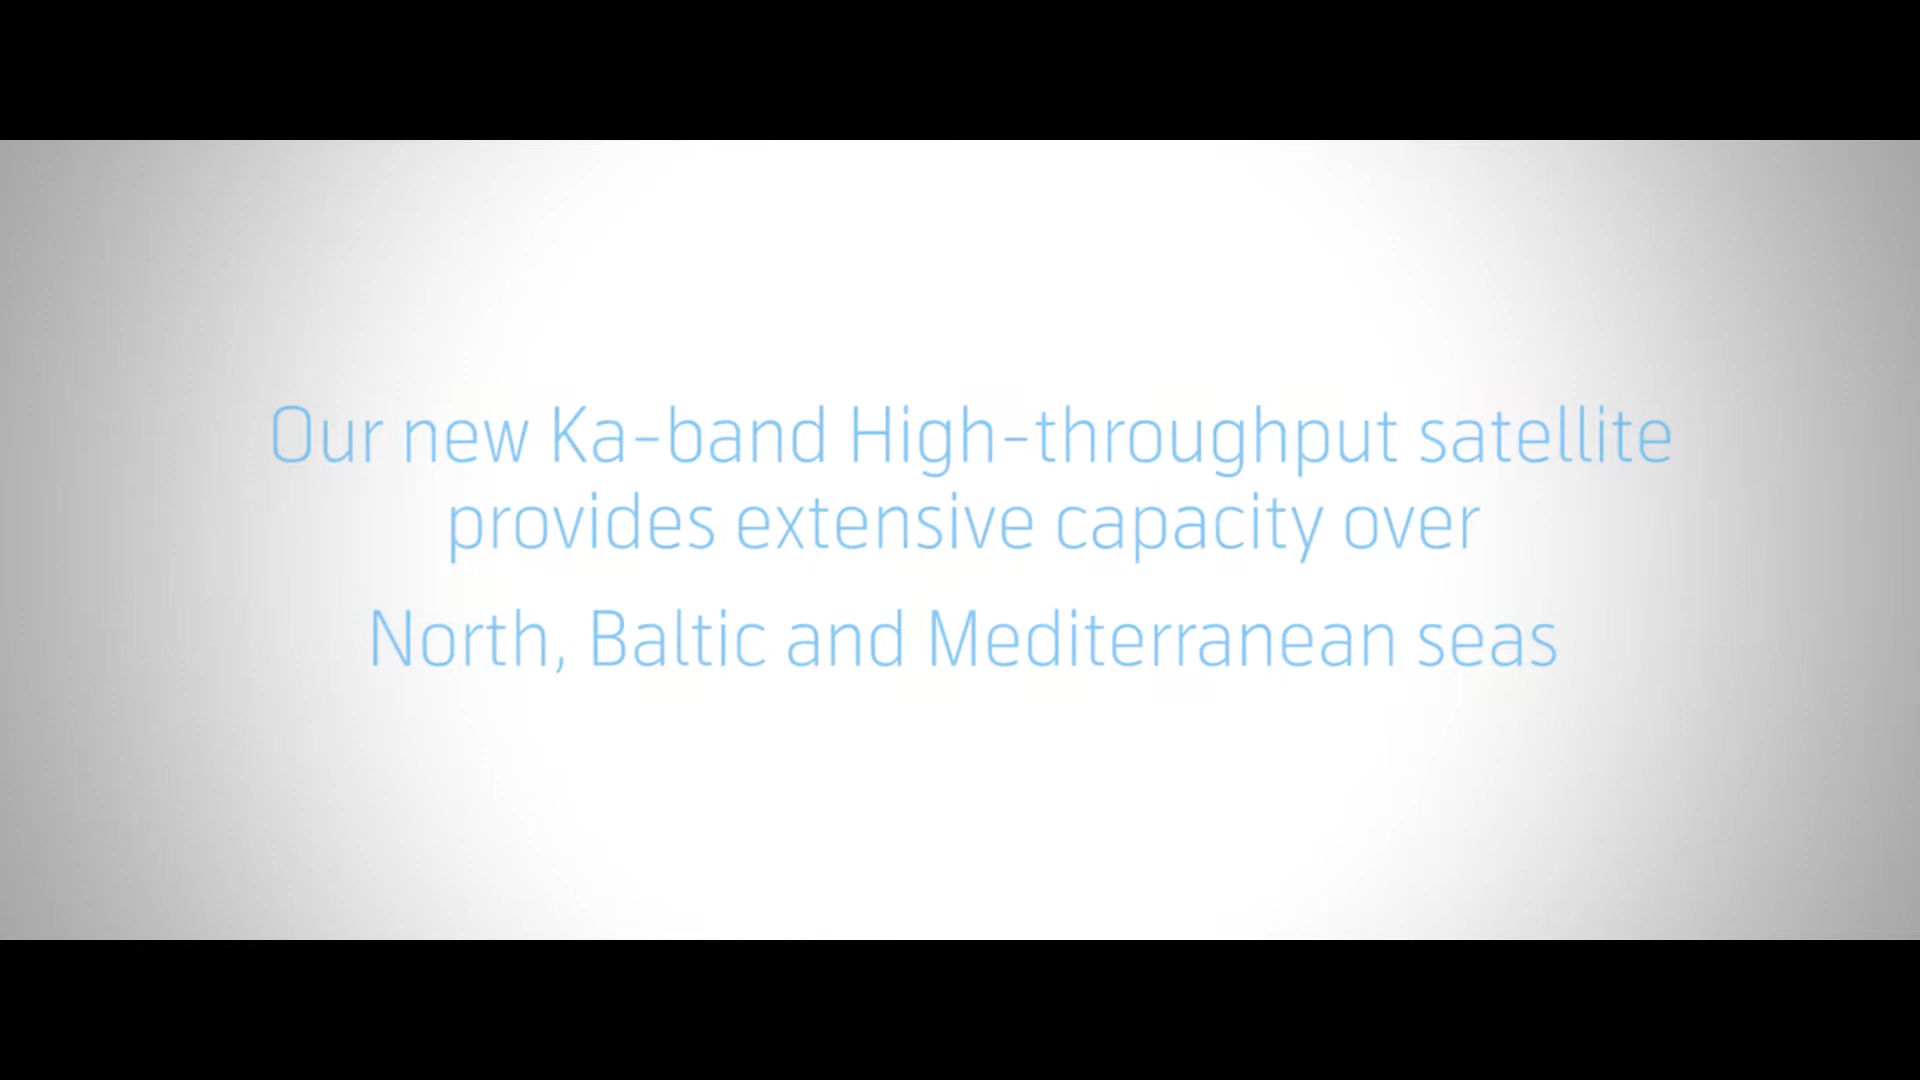 Our new Ka-band High-throughput satellite
provides extensive capacity over
North, Baltic and Mediterranean seas